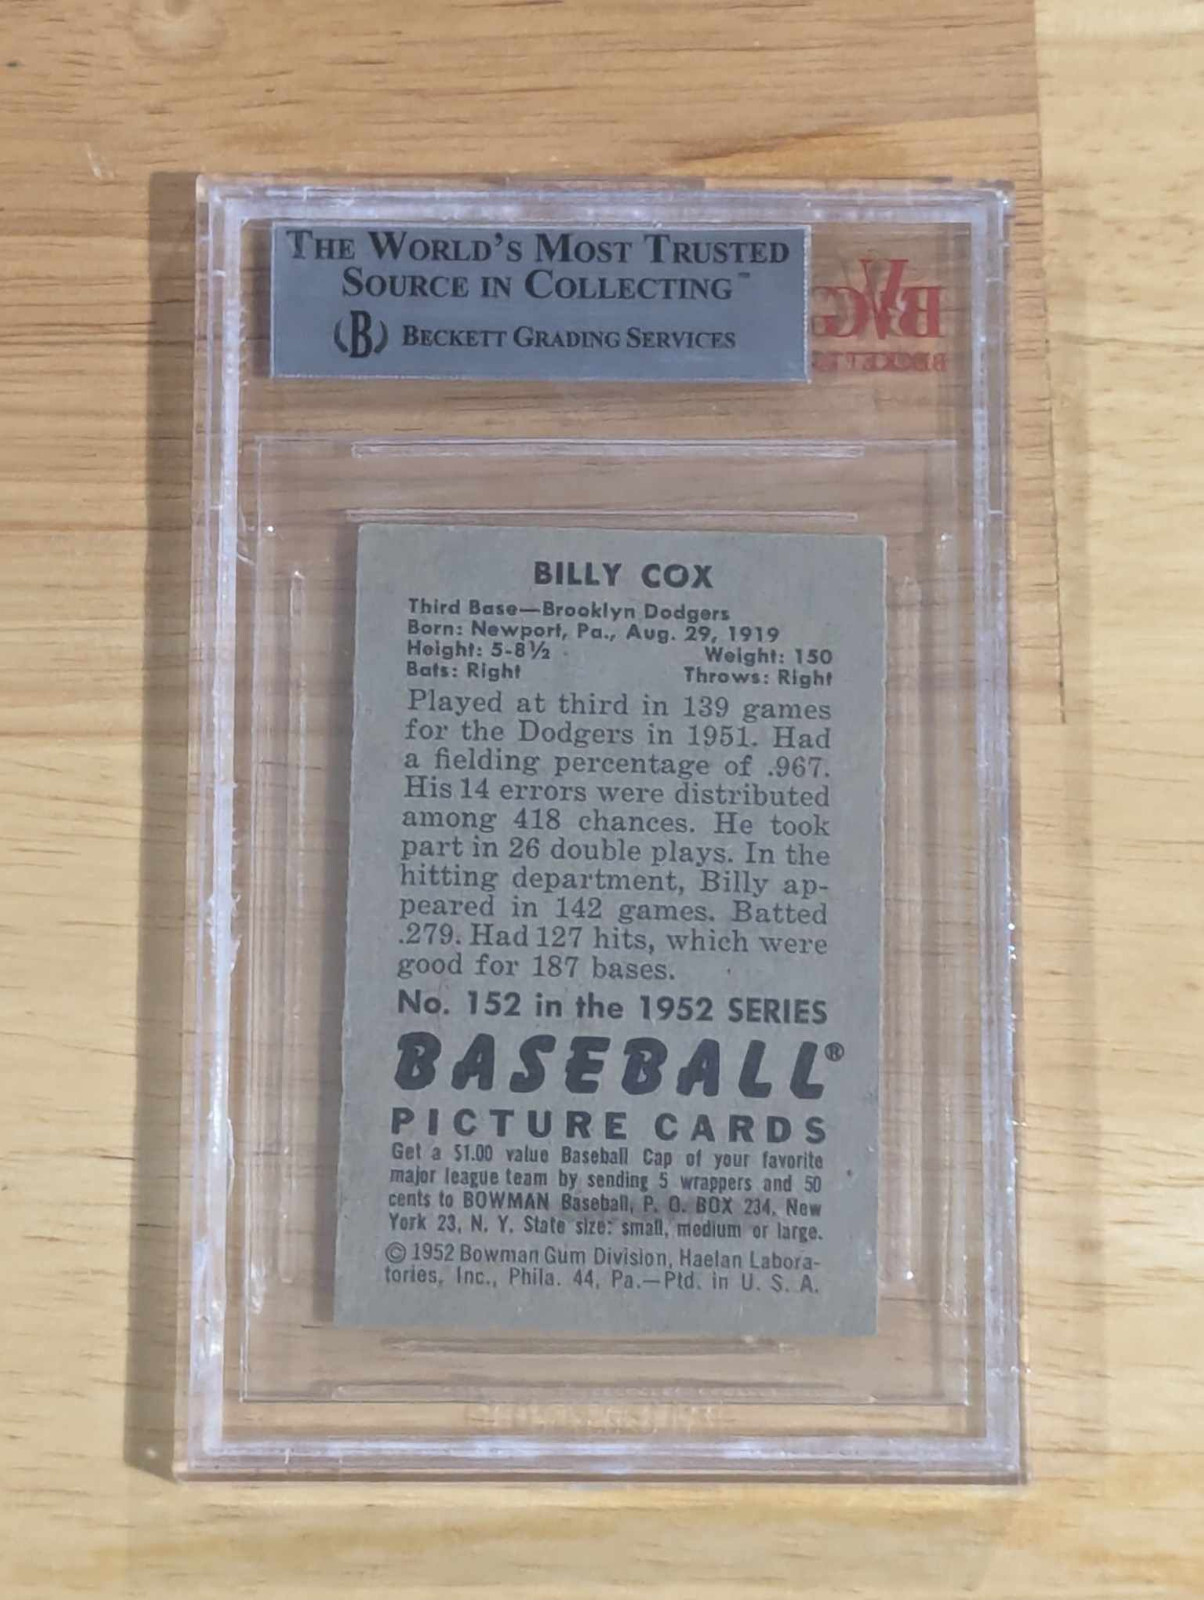 THE WORLD'S MOST TRUSTED
SOURCE IN COLLECTING™
(B) BECKETT GRADING SERVICES
BVG
BILLY COX
Third Base—Brooklyn Dodgers
Born: Newport, Pa., Aug. 29, 1919
Height: 5-8½ Weight: 150
Bats: Right Throws: Right
Played at third in 139 games
for the Dodgers in 1951. Had
a fielding percentage of .967.
His 14 errors were distributed
among 418 chances. He took
part in 26 double plays. In the
hitting department, Billy ap-
peared in 142 games. Batted
.279. Had 127 hits, which were
good for 187 bases.
No. 152 in the 1952 SERIES
BASEBALL®
PICTURE CARDS
Get a $1.00 value Baseball Cap of your favorite
major league team by sending 5 wrappers and 50
cents to BOWMAN Baseball, P. O. BOX 234, New
York 23, N. Y. State size: small, medium or large.
© 1952 Bowman Gum Division, Haelan Labora-
tories, Inc., Phila. 44, Pa.—Ptd. in U. S. A.